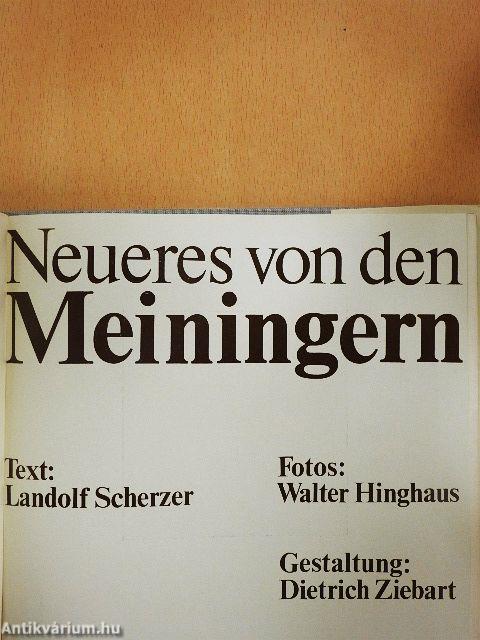 Neueres von den
Meiningern
Text:
Landolf Scherzer
Fotos:
Walter Hinghaus
Gestaltung:
Dietrich Ziebart
Antikvárium.hu